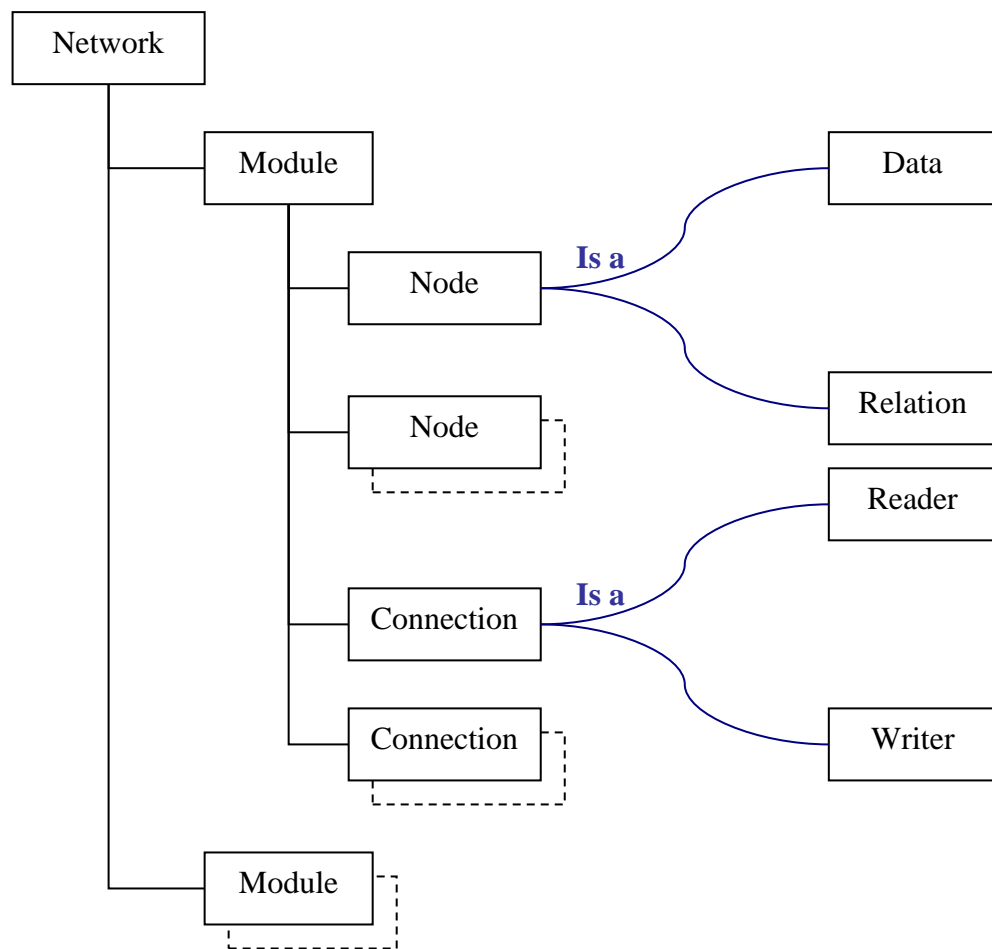 Network
Module
Data
Is a
Node
Relation
Node
Reader
Is a
Connection
Connection
Writer
Module